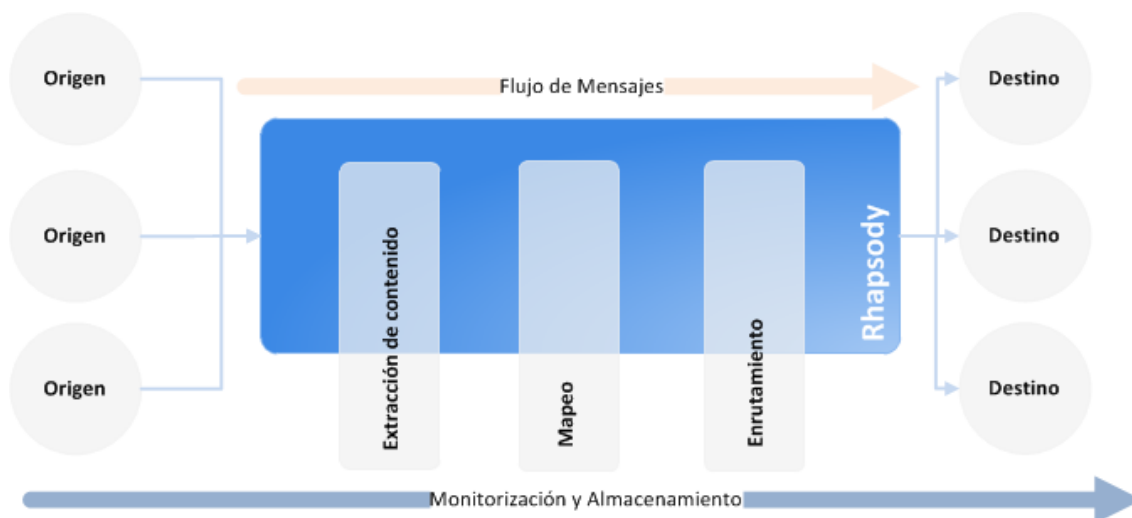 Origen
Flujo de Mensajes
Destino
Origen
Extracción de contenido
Mapeo
Enrutamiento
Rhapsody
Destino
Origen
Destino
Monitorización y Almacenamiento